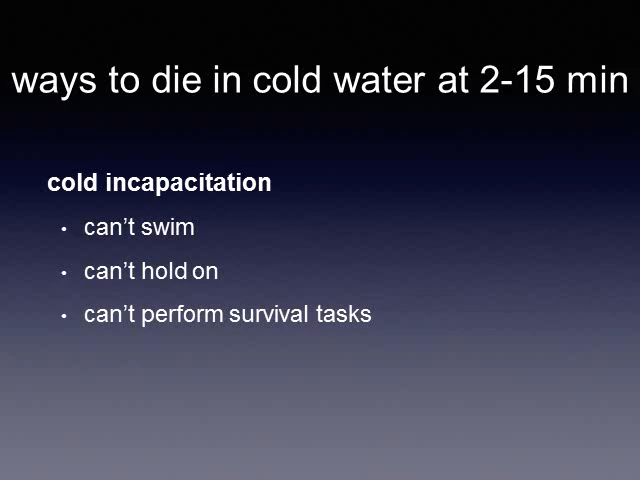 ways to die in cold water at 2-15 min
cold incapacitation
• can’t swim
• can’t hold on
• can’t perform survival tasks